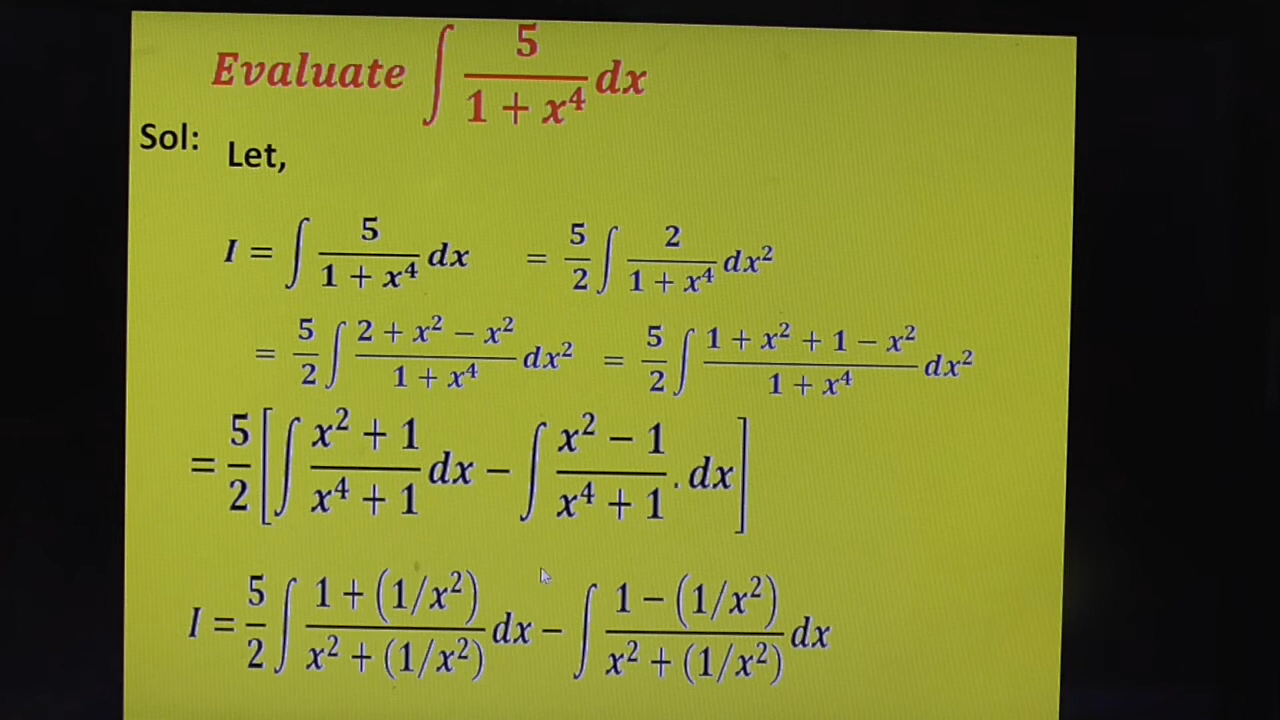 Evaluate ∫ 5/(1 + x⁴) dx
Sol: Let,
I = ∫ 5/(1 + x⁴) dx = 5/2 ∫ 2/(1 + x⁴) dx²
= 5/2 ∫ (2 + x² − x²)/(1 + x⁴) dx² = 5/2 ∫ (1 + x² + 1 − x²)/(1 + x⁴) dx²
= 5/2 [∫ (x² + 1)/(x⁴ + 1) dx − ∫ (x² − 1)/(x⁴ + 1) . dx]
I = 5/2 ∫ (1 + (1/x²))/(x² + (1/x²)) dx − ∫ (1 − (1/x²))/(x² + (1/x²)) dx